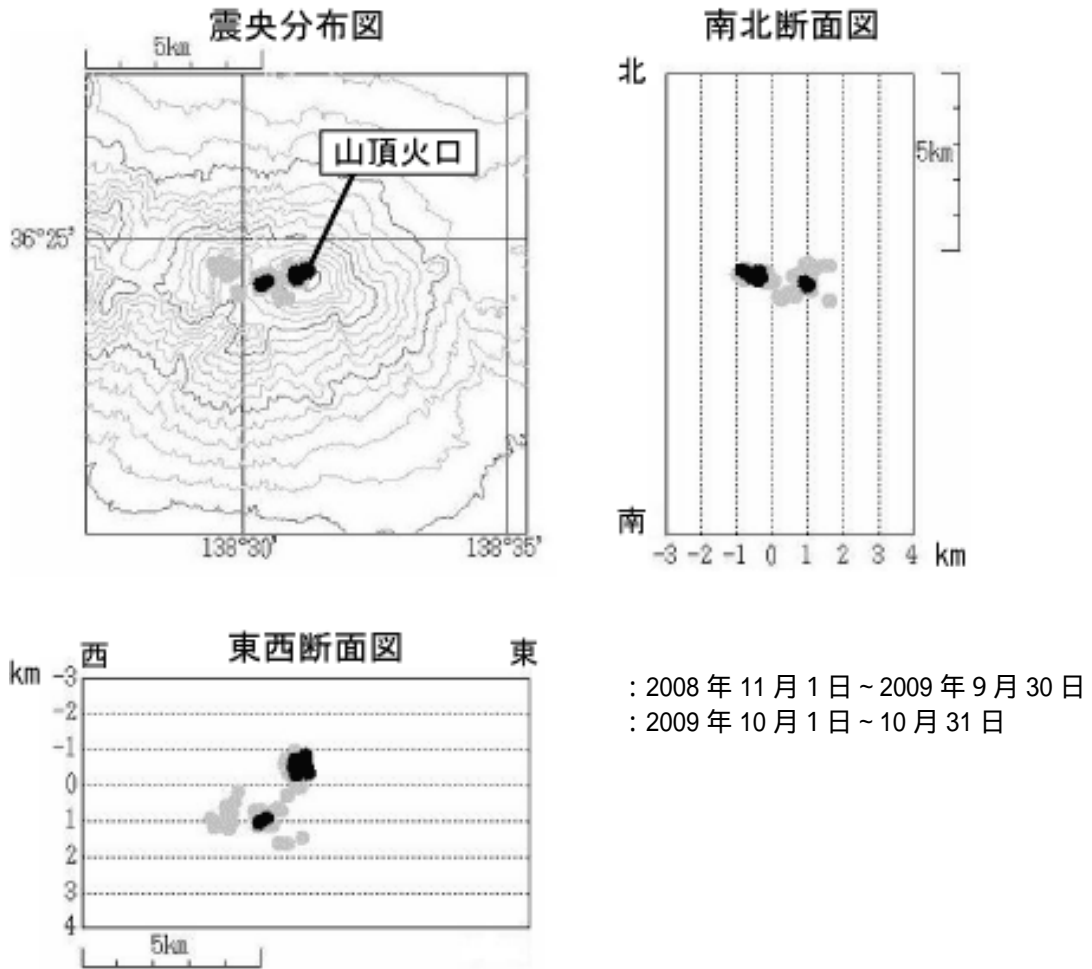 震央分布図
5km
山頂火口
36°25'
138°30'
138°35'
南北断面図
北
5km
南
-3 -2 -1 0 1 2 3 4 km
東西断面図
西
東
km
-3
-2
-1
0
1
2
3
4
5km
：2008 年 11 月 1 日～2009 年 9 月 30 日
：2009 年 10 月 1 日～10 月 31 日